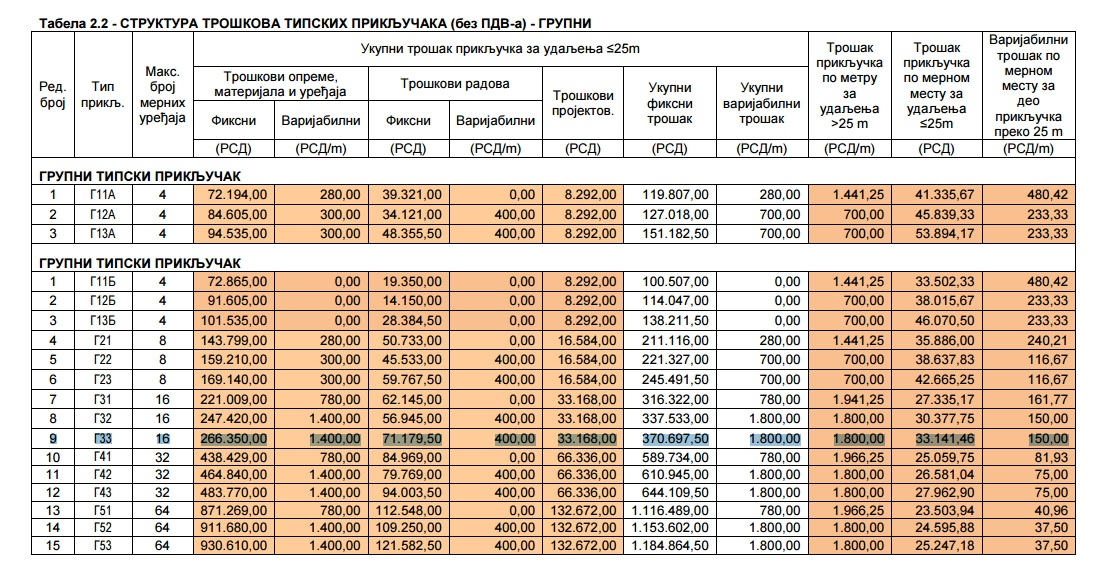 Табела 2.2 - СТРУКТУРА ТРОШКОВА ТИПСКИХ ПРИКЉУЧАКА (без ПДВ-а) - ГРУПНИ
Ред. број
Тип прикљ.
Макс. број мерних уређаја
Укупни трошак прикључка за удаљења ≤25m
Трошкови опреме, материјала и уређаја
Трошкови радова
Трошкови пројектов.
Укупни фиксни трошак
Укупни варијабилни трошак
Трошак прикључка по метру за удаљења >25 m
Трошак прикључка по мерном месту за удаљења ≤25m
Варијабилни трошак по мерном месту за део прикључка преко 25 m
Фиксни Варијабилни Фиксни Варијабилни
(РСД) (РСД/m) (РСД) (РСД/m) (РСД) (РСД) (РСД/m) (РСД/m) (РСД) (РСД/m)
ГРУПНИ ТИПСКИ ПРИКЉУЧАК
1 Г11А 4 72.194,00 280,00 39.321,00 0,00 8.292,00 119.807,00 280,00 1.441,25 41.335,67 480,42
2 Г12А 4 84.605,00 300,00 34.121,00 400,00 8.292,00 127.018,00 700,00 700,00 45.839,33 233,33
3 Г13А 4 94.535,00 300,00 48.355,50 400,00 8.292,00 151.182,50 700,00 700,00 53.894,17 233,33
ГРУПНИ ТИПСКИ ПРИКЉУЧАК
1 Г11Б 4 72.865,00 0,00 19.350,00 0,00 8.292,00 100.507,00 0,00 1.441,25 33.502,33 480,42
2 Г12Б 4 91.605,00 0,00 14.150,00 0,00 8.292,00 114.047,00 0,00 700,00 38.015,67 233,33
3 Г13Б 4 101.535,00 0,00 28.384,50 0,00 8.292,00 138.211,50 0,00 700,00 46.070,50 233,33
4 Г21 8 143.799,00 280,00 50.733,00 0,00 16.584,00 211.116,00 280,00 1.441,25 35.886,00 240,21
5 Г22 8 159.210,00 300,00 45.533,00 400,00 16.584,00 221.327,00 700,00 700,00 38.637,83 116,67
6 Г23 8 169.140,00 300,00 59.767,50 400,00 16.584,00 245.491,50 700,00 700,00 42.665,25 116,67
7 Г31 16 221.009,00 780,00 62.145,00 0,00 33.168,00 316.322,00 780,00 1.941,25 27.335,17 161,77
8 Г32 16 247.420,00 1.400,00 56.945,00 400,00 33.168,00 337.533,00 1.800,00 1.800,00 30.377,75 150,00
9 Г33 16 266.350,00 1.400,00 71.179,50 400,00 33.168,00 370.697,50 1.800,00 1.800,00 33.141,46 150,00
10 Г41 32 438.429,00 780,00 84.969,00 0,00 66.336,00 589.734,00 780,00 1.966,25 25.059,75 81,93
11 Г42 32 464.840,00 1.400,00 79.769,00 400,00 66.336,00 610.945,00 1.800,00 1.800,00 26.581,04 75,00
12 Г43 32 483.770,00 1.400,00 94.003,50 400,00 66.336,00 644.109,50 1.800,00 1.800,00 27.962,90 75,00
13 Г51 64 871.269,00 780,00 112.548,00 0,00 132.672,00 1.116.489,00 780,00 1.966,25 23.503,94 40,96
14 Г52 64 911.680,00 1.400,00 109.250,00 400,00 132.672,00 1.153.602,00 1.800,00 1.800,00 24.595,88 37,50
15 Г53 64 930.610,00 1.400,00 121.582,50 400,00 132.672,00 1.184.864,50 1.800,00 1.800,00 25.247,18 37,50